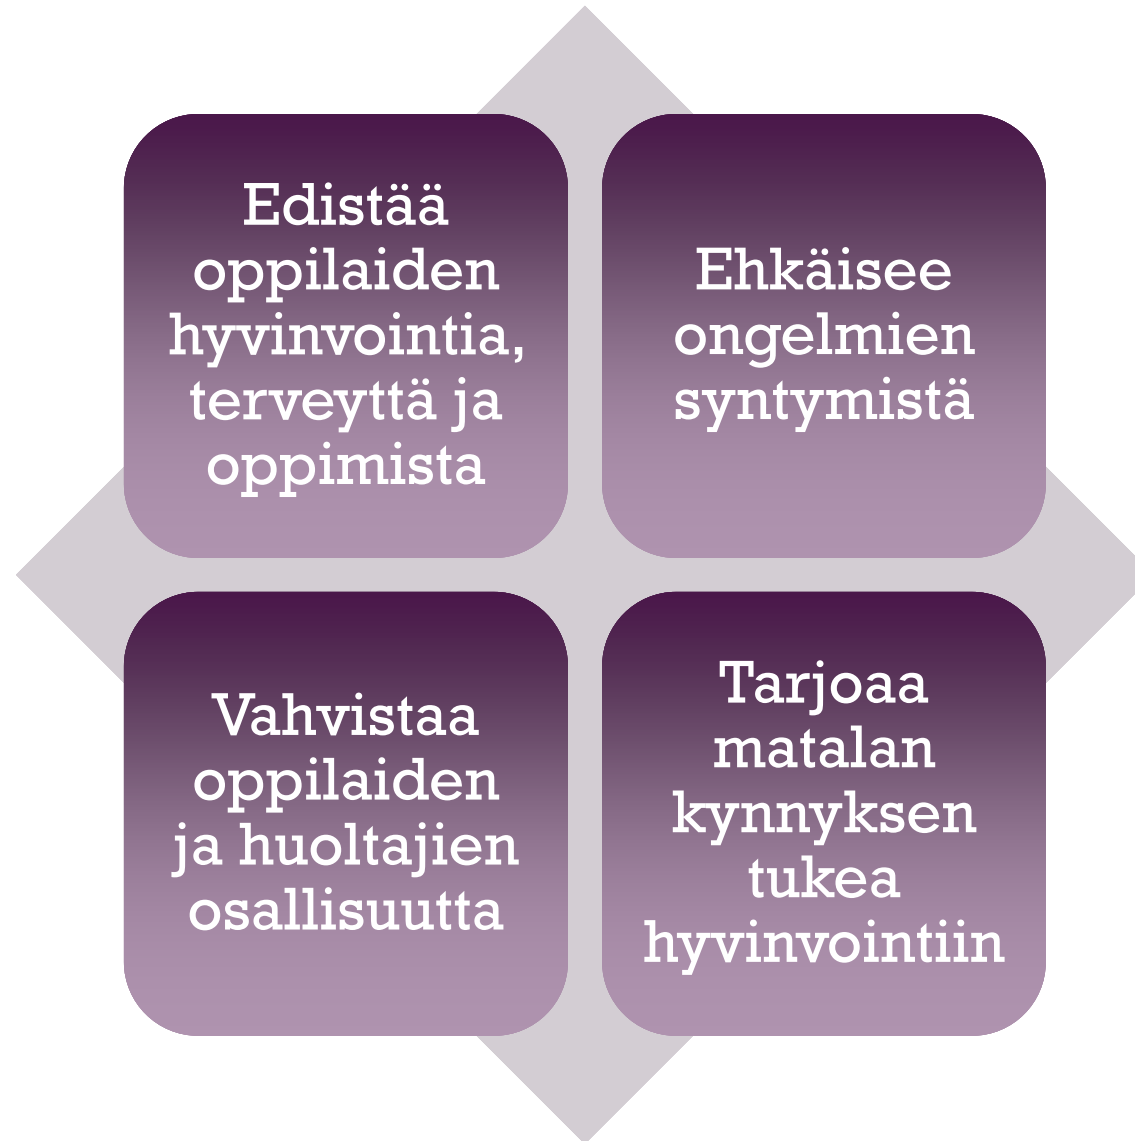 Edistää
oppilaiden
hyvinvointia,
terveyttä ja
oppimista
Ehkäisee
ongelmien
syntymistä
Vahvistaa
oppilaiden
ja huoltajien
osallisuutta
Tarjoaa
matalan
kynnyksen
tukea
hyvinvointiin